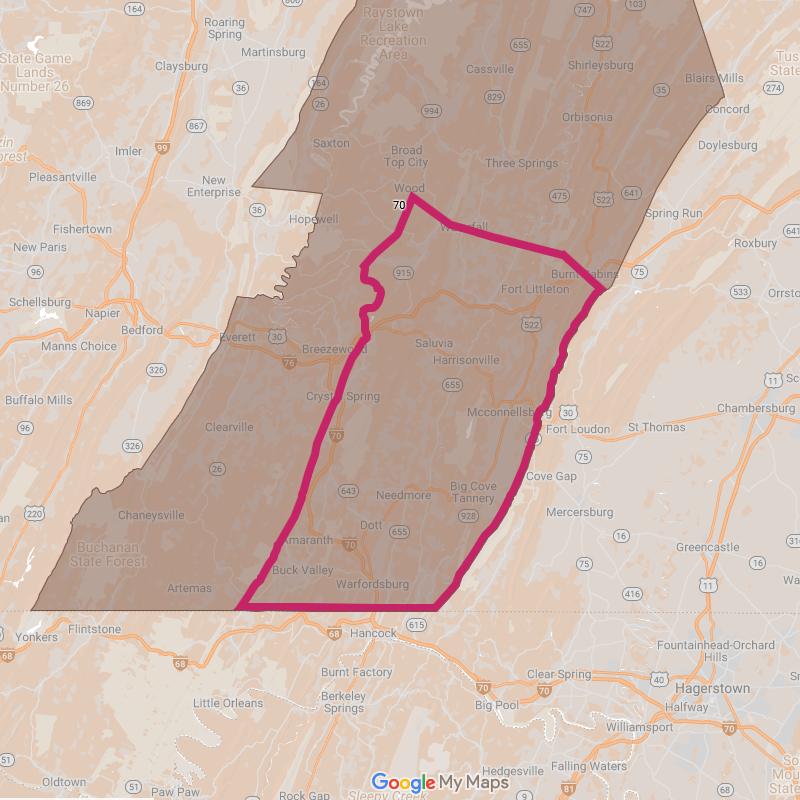 Roaring
Spring
Raystown
Lake
Recreation
Area
747
103
522
655
State Game
Lands
Number 26
Martinsburg
Claysburg
36
164
26
Cassville
Shirleysburg
Blairs Mills
35
274
869
867
829
994
Orbisonia
Concord
Doylesburg
99
Imler
Saxton
Broad
Top City
Three Springs
Pleasantville
New
Enterprise
Wood
70
475
522
641
36
Hopewell
Spring Run
Fishertown
New Paris
641
Roxbury
96
915
Burnt Cabins
75
Fort Littleton
533
Schellsburg
Napier
Bedford
522
Manns Choice
Everett
30
Breezewood
Saluvia
Harrisonville
76
326
655
11
Buffalo Mills
Crystal Spring
Mcconnellsburg
30
Chambersburg
96
Clearville
Fort Loudon
St Thomas
70
326
26
75
Cove Gap
643
Needmore
Big Cove
Tannery
220
Chaneysville
928
Mercersburg
Dott
655
16
Amaranth
70
Greencastle
Buchanan
State Forest
75
16
Buck Valley
Warfordsburg
11
Artemas
416
Yonkers
Flintstone
68
Hancock
615
68
68
Fountainhead-Orchard
Hills
Burnt Factory
Clear Spring
40
Hagerstown
Little Orleans
Berkeley
Springs
70
70
Big Pool
Halfway
Williamsport
70
51
Oldtown
51
Paw Paw
Google My Maps
Hedgesville
Falling Waters
81
9
Rock Gap
Sleepy Creek